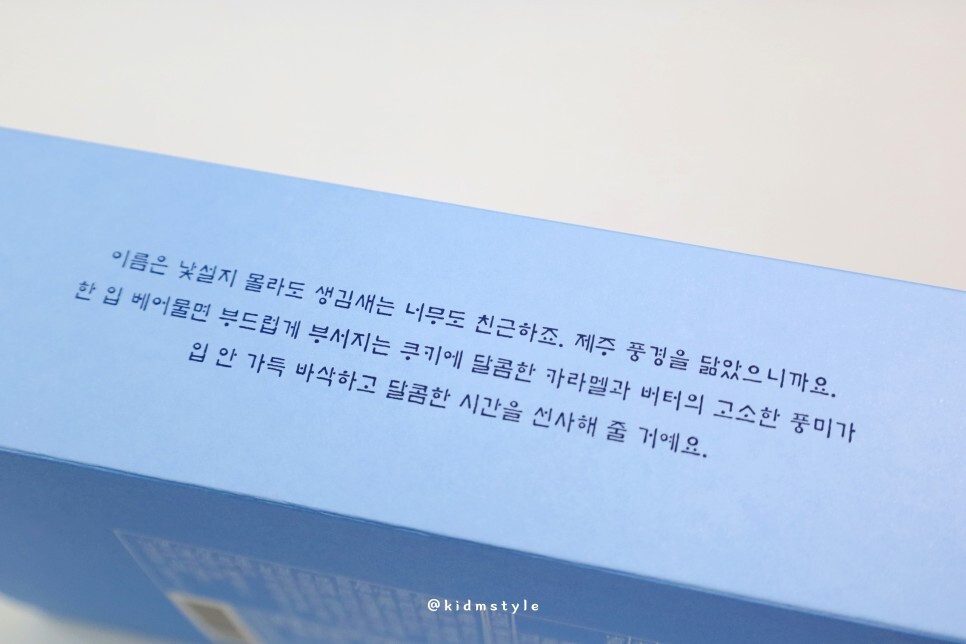 이름은 낯설지 몰라도 생김새는 너무도 친근하죠. 제주 풍경을 닮았으니까요.
한 입 베어물면 부드럽게 부서지는 쿠키에 달콤한 카라멜과 버터의 고소한 풍미가
입 안 가득 바삭하고 달콤한 시간을 선사해 줄 거예요.
@kidmstyle